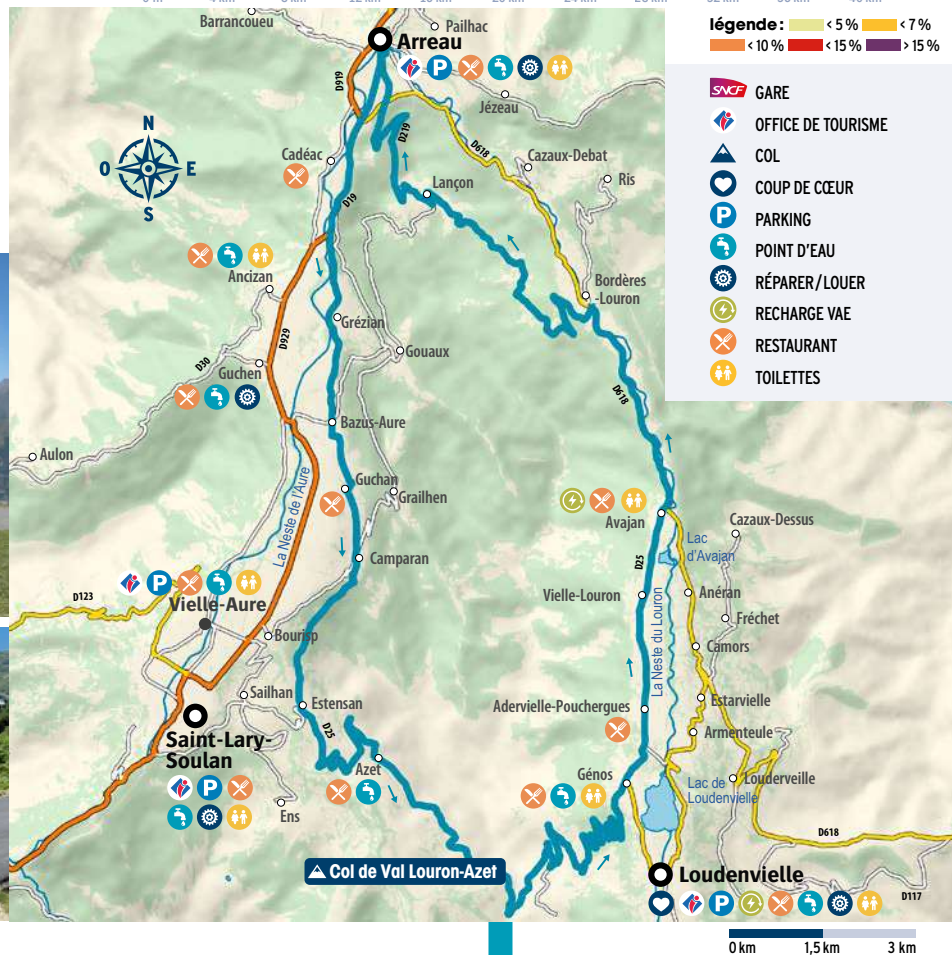 légende : < 5 % < 7 %
< 10 % < 15 % > 15 %
SNCF GARE
OFFICE DE TOURISME
COL
COUP DE CŒUR
P PARKING
POINT D'EAU
RÉPARER/LOUER
RECHARGE VAE
RESTAURANT
TOILETTES
Barrancoueu
Pailhac
Arreau
P
D919
Jézeau
N
O E
S
Cadéac
D219
D618
Cazaux-Debat
Ris
Lançon
D19
Ancizan
Bordères
-Louron
Grézian
D929
Gouaux
D30
Guchen
D618
Bazus-Aure
Aulon
Guchan
Grailhen
La Neste de l'Aure
Avajan
Cazaux-Dessus
Lac
d'Avajan
Camparan
D25
P
D123
Vielle-Aure
Vielle-Louron
Anéran
Fréchet
Bourisp
La Neste du Louron
Camors
Sailhan
Estensan
Adervielle-Pouchergues
Estarvielle
Saint-Lary-
Soulan
D25
Armenteule
Azet
Génos
Lac de
Loudenvielle
Louderveille
P
Ens
D618
Col de Val Louron-Azet
Loudenvielle
D117
P
0 km 1,5 km 3 km